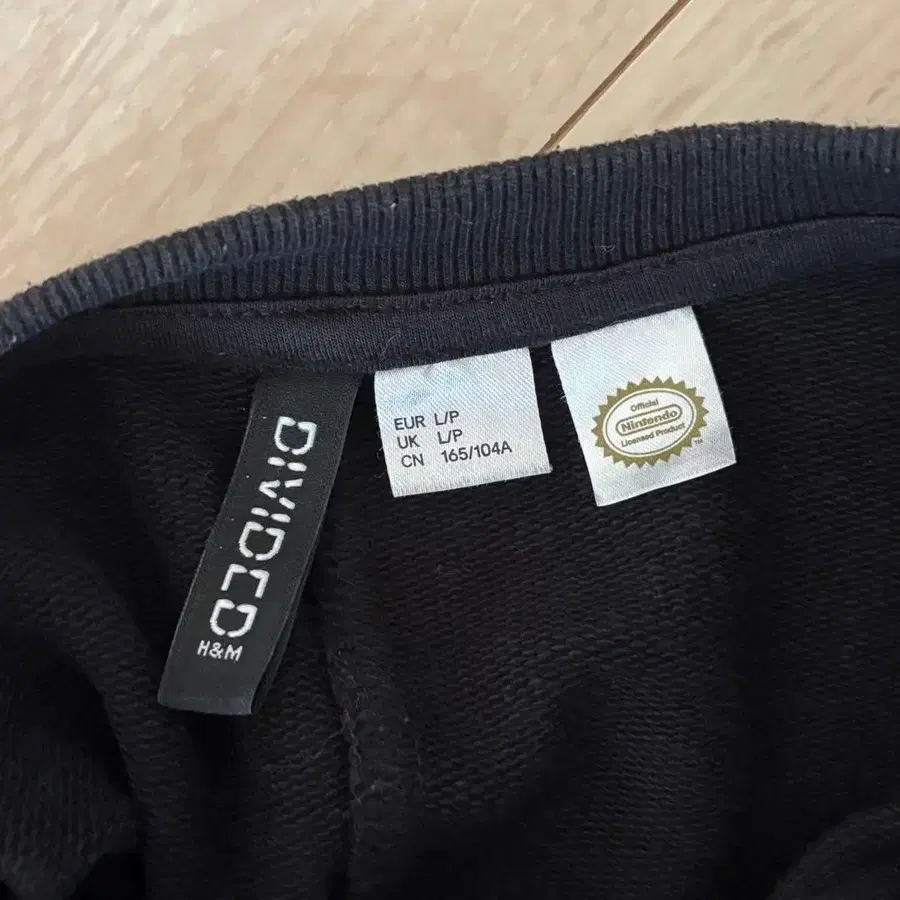 DIVIDED
H&M
EUR L/P
UK L/P
CN 165/104A
Official
Nintendo
Licensed Product
TM